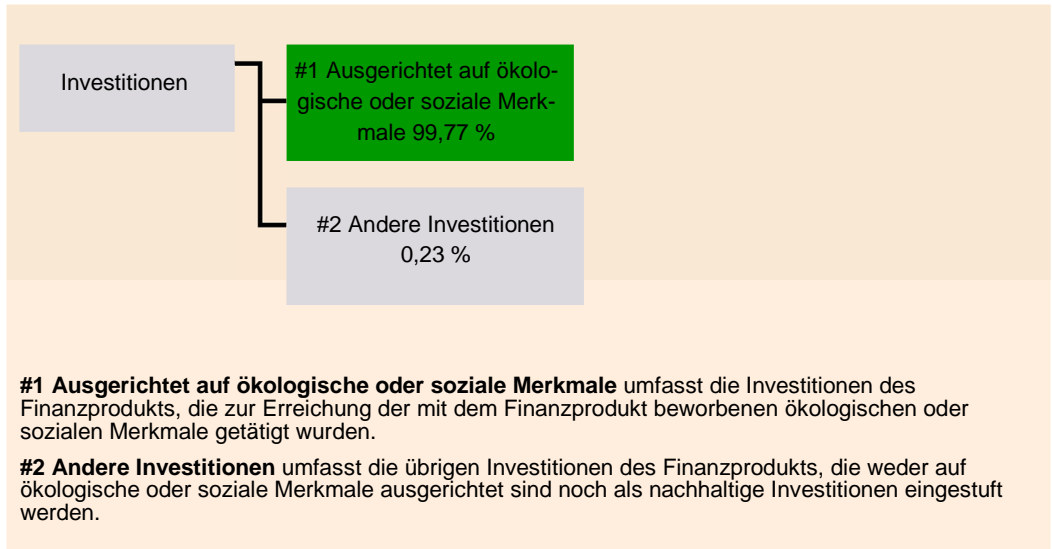 Investitionen
#1 Ausgerichtet auf ökolo-
gische oder soziale Merk-
male 99,77 %
#2 Andere Investitionen
0,23 %
#1 Ausgerichtet auf ökologische oder soziale Merkmale umfasst die Investitionen des
Finanzprodukts, die zur Erreichung der mit dem Finanzprodukt beworbenen ökologischen oder
sozialen Merkmale getätigt wurden.
#2 Andere Investitionen umfasst die übrigen Investitionen des Finanzprodukts, die weder auf
ökologische oder soziale Merkmale ausgerichtet sind noch als nachhaltige Investitionen eingestuft
werden.